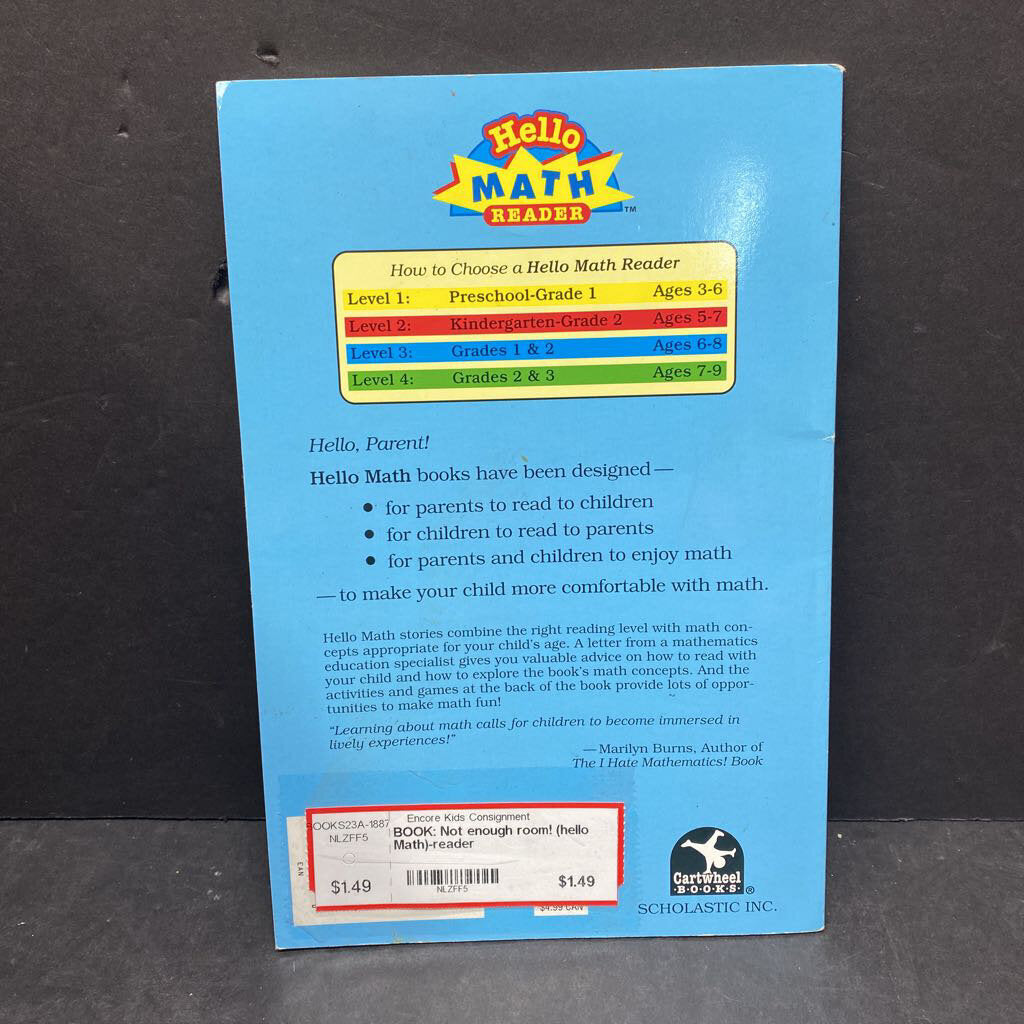 Hello
MATH
READER ™
How to Choose a Hello Math Reader
Level 1: Preschool-Grade 1 Ages 3-6
Level 2: Kindergarten-Grade 2 Ages 5-7
Level 3: Grades 1 & 2 Ages 6-8
Level 4: Grades 2 & 3 Ages 7-9
Hello, Parent!
Hello Math books have been designed—
• for parents to read to children
• for children to read to parents
• for parents and children to enjoy math
—to make your child more comfortable with math.
Hello Math stories combine the right reading level with math con-
cepts appropriate for your child's age. A letter from a mathematics
education specialist gives you valuable advice on how to read with
your child and how to explore the book's math concepts. And the
activities and games at the back of the book provide lots of oppor-
tunities to make math fun!
"Learning about math calls for children to become immersed in
lively experiences!"
—Marilyn Burns, Author of
The I Hate Mathematics! Book
OOKS23A-1887
NLZFF5
$1.49
Encore Kids Consignment
BOOK: Not enough room! (hello
Math)-reader
NLZFF5
$1.49
EAN
$4.99 CAN
Cartwheel
·B·O·O·K·S· ®
SCHOLASTIC INC.